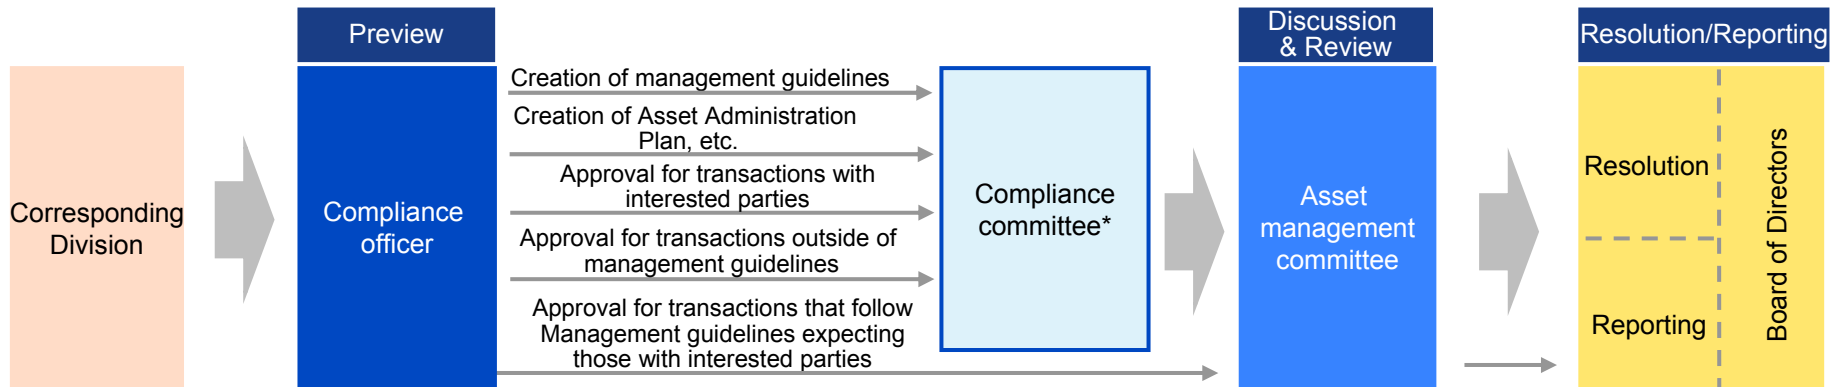 Preview
Discussion
& Review
Resolution/Reporting
Corresponding
Division
Compliance
officer
Creation of management guidelines
Creation of Asset Administration
Plan, etc.
Approval for transactions with
interested parties
Approval for transactions outside of
management guidelines
Approval for transactions that follow
Management guidelines expecting
those with interested parties
Compliance
committee*
Asset
management
committee
Resolution
Reporting
Board of Directors